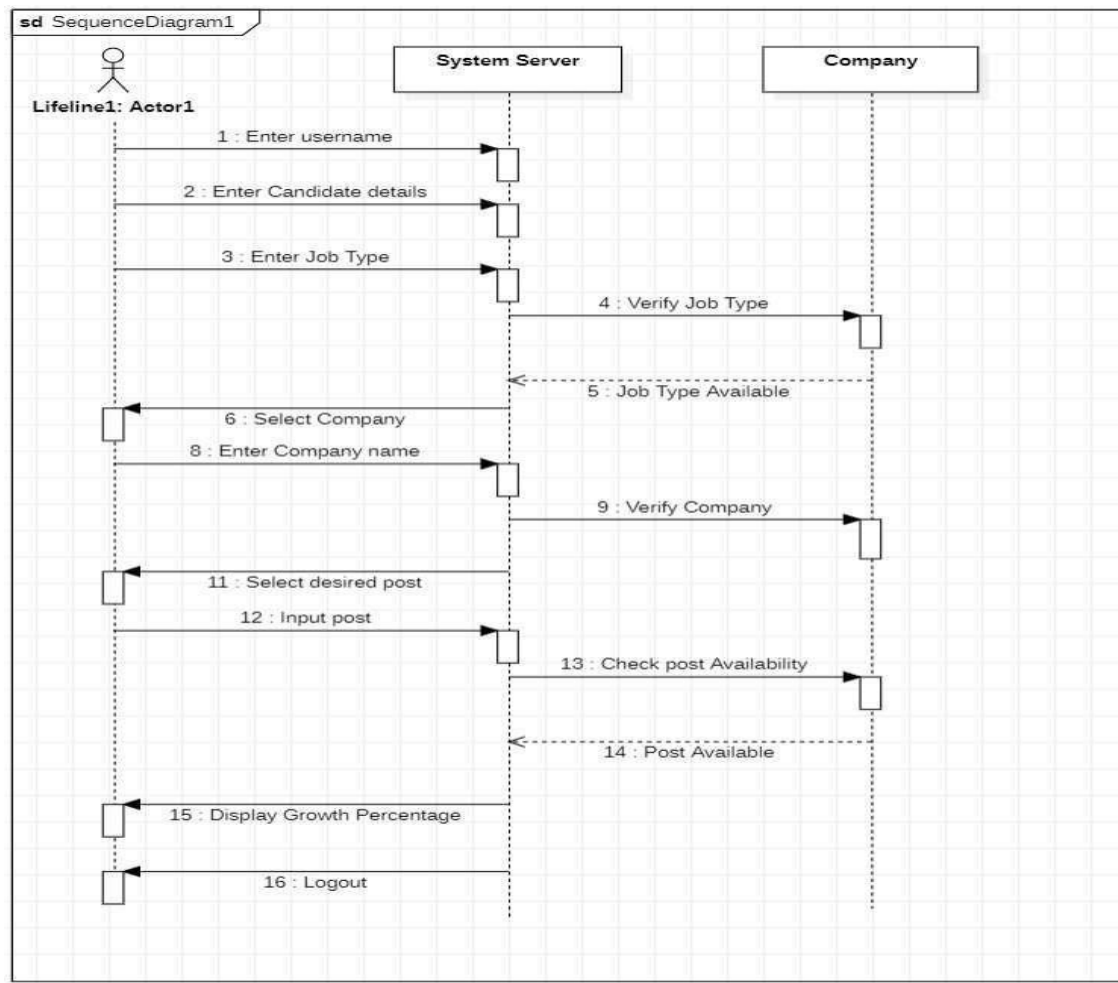 sd SequenceDiagram1
System Server
Company
Lifeline1: Actor1
1 : Enter username
2 : Enter Candidate details
3 : Enter Job Type
4 : Verify Job Type
5 : Job Type Available
6 : Select Company
8 : Enter Company name
9 : Verify Company
11 : Select desired post
12 : Input post
13 : Check post Availability
14 : Post Available
15 : Display Growth Percentage
16 : Logout